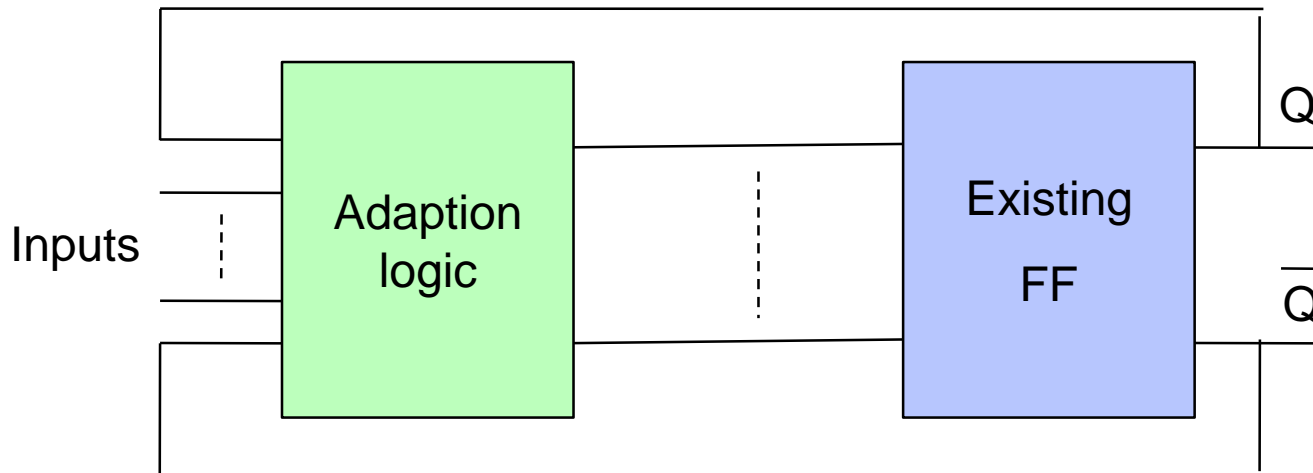 Q
Adaption
logic
Existing
FF
Inputs
Q̅